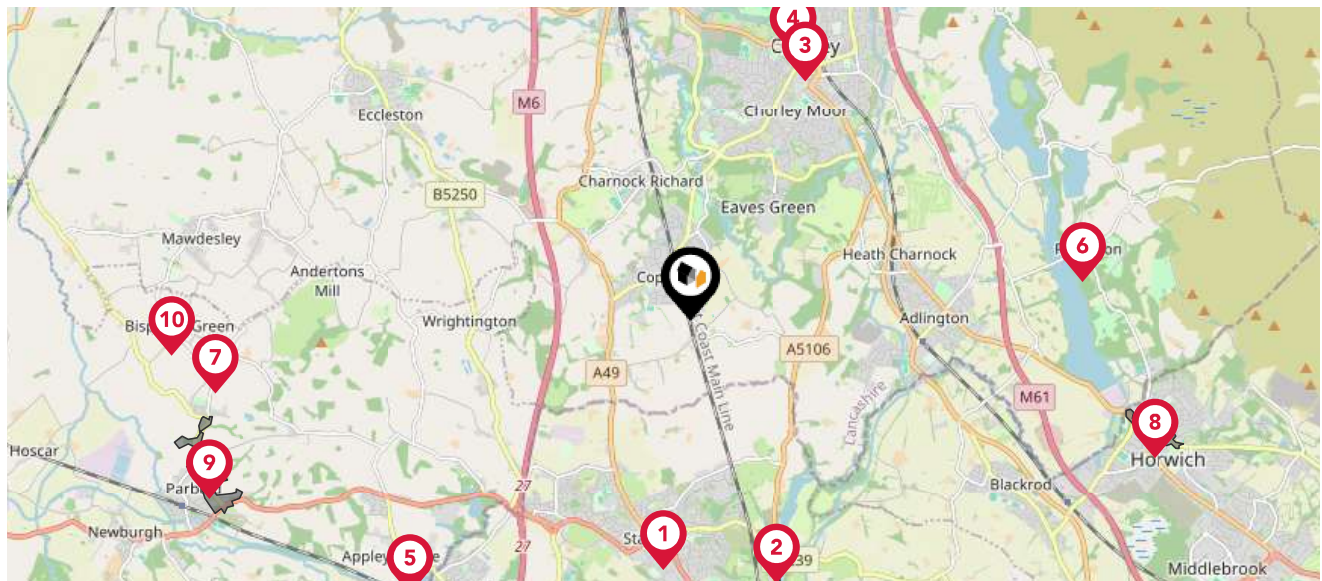 4
3
Chorley Moor
M6
Eccleston
Charnock Richard
B5250
Eaves Green
Mawdesley
6
Heath Charnock
Andertons
Mill
10
Wrightington
Adlington
7
Coast Main Line
A5106
A49
M61
Lancashire
8
Hoscar
9
Horwich
27
Blackrod
Newburgh
1
2
27
5
Middlebrook